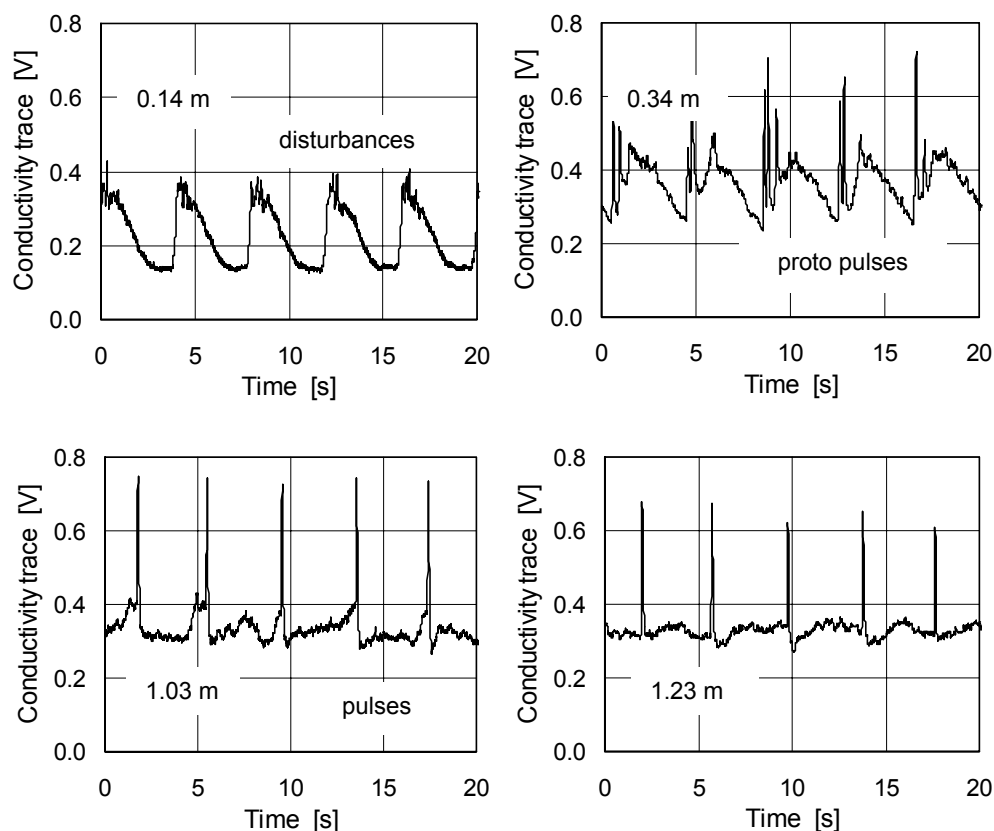 0.8
0.6
0.4
0.2
0.0
Conductivity trace [V]
0.14 m
disturbances
0 5 10 15 20
Time [s]
0.8
0.6
0.4
0.2
0.0
Conductivity trace [V]
0.34 m
proto pulses
0 5 10 15 20
Time [s]
0.8
0.6
0.4
0.2
0.0
Conductivity trace [V]
1.03 m
pulses
0 5 10 15 20
Time [s]
0.8
0.6
0.4
0.2
0.0
Conductivity trace [V]
1.23 m
0 5 10 15 20
Time [s]